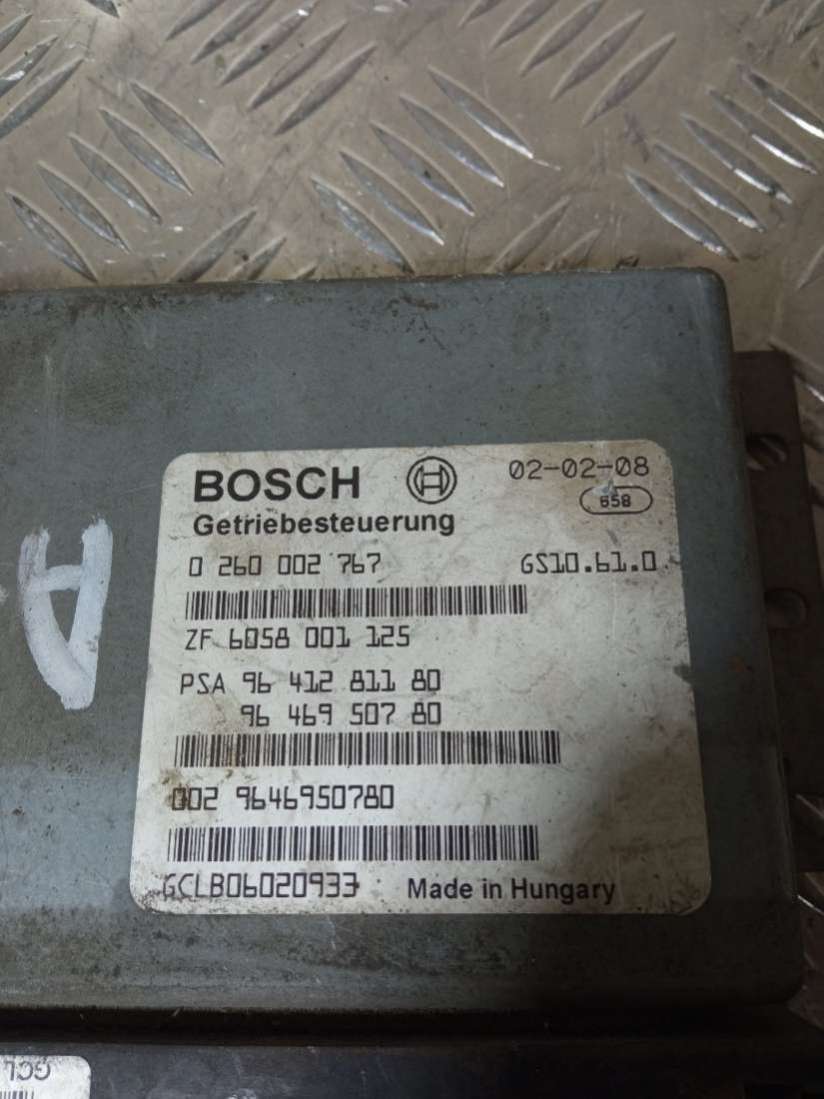 BOSCH 02-02-08
658
Getriebesteuerung
0 260 002 767 GS10.61.0
ZF 6058 001 125
PSA 96 412 811 80
96 469 507 80
002 9646950780
GCLB06020933 Made in Hungary
A
GCL